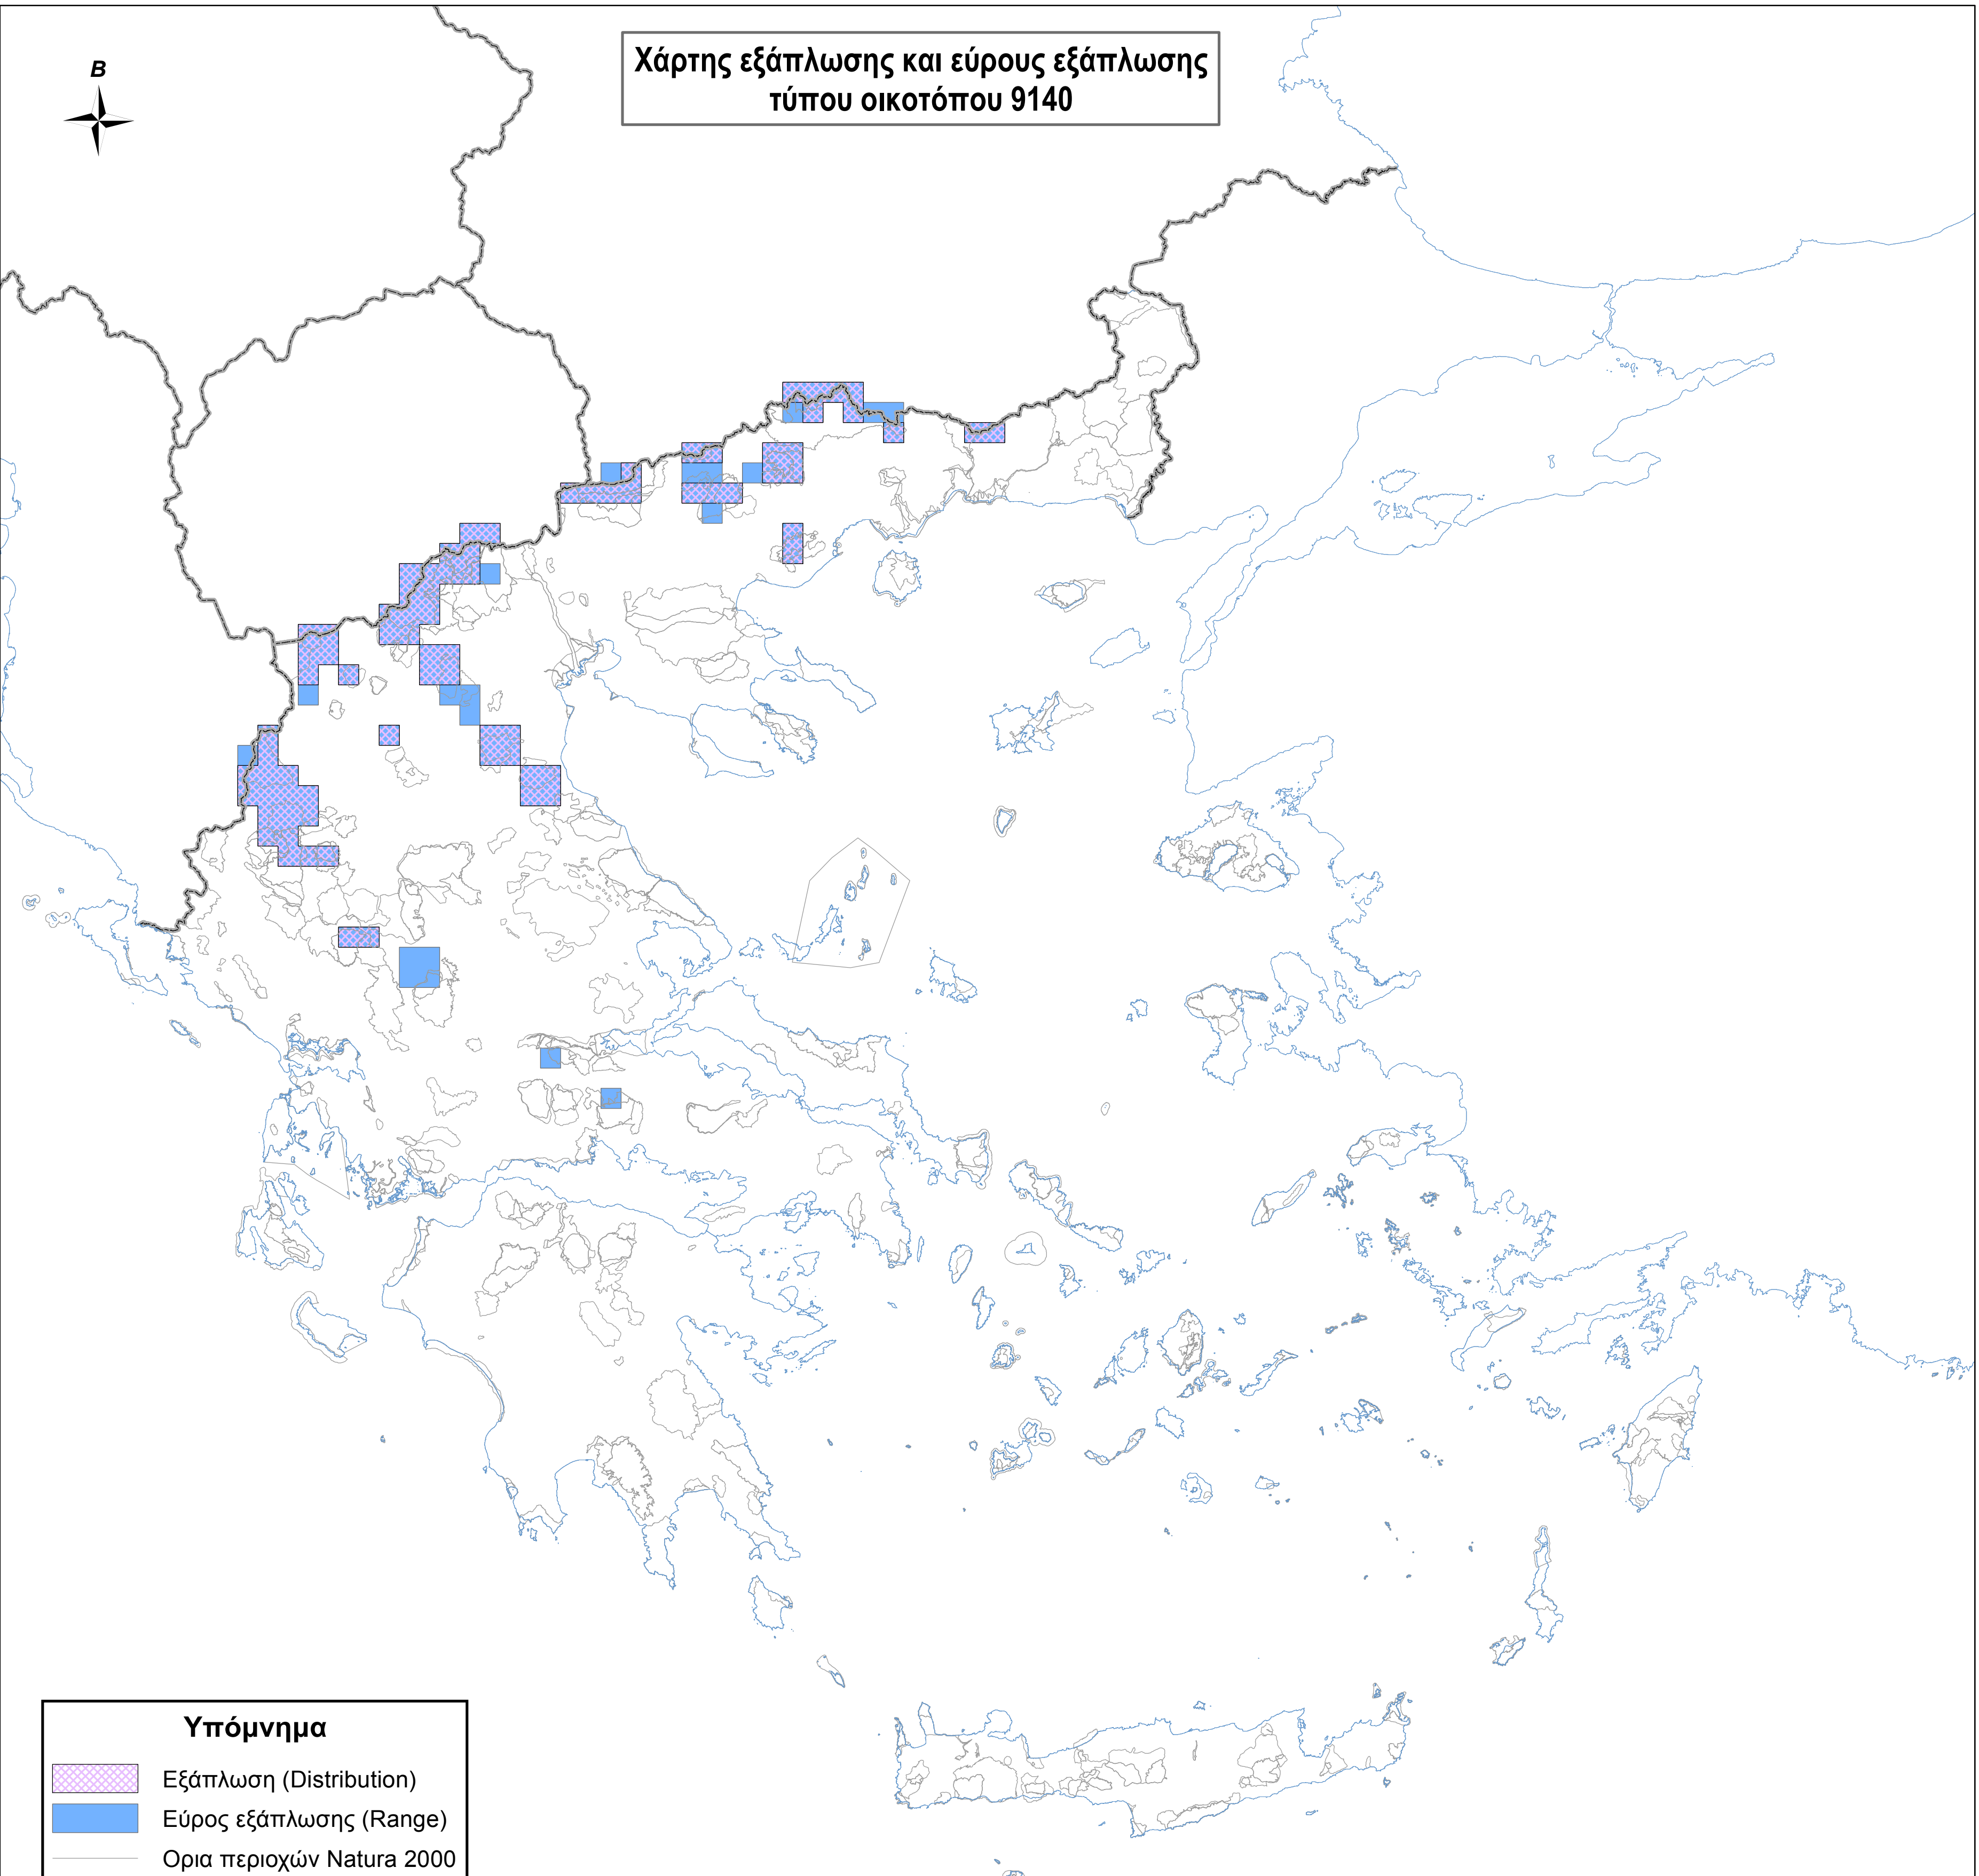 Χάρτης εξάπλωσης και εύρους εξάπλωσης
τύπου οικοτόπου 9140
Β
Υπόμνημα
Εξάπλωση (Distribution)
Εύρος εξάπλωσης (Range)
Ορια περιοχών Natura 2000